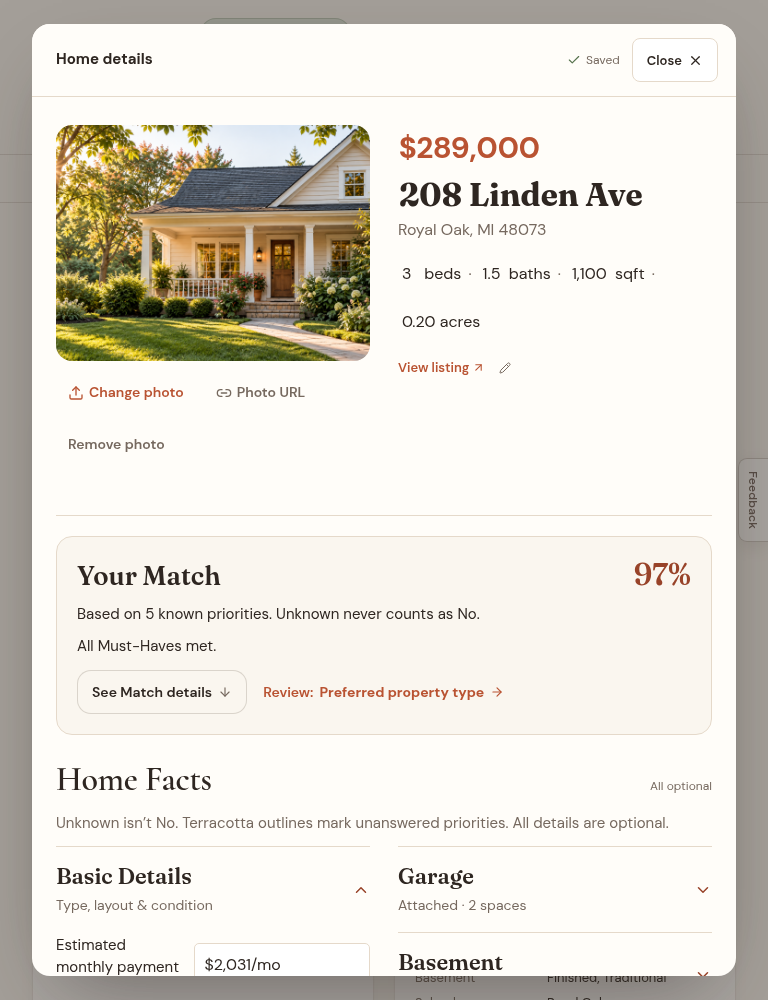 Home details
Saved
Close
$289,000
208 Linden Ave
Royal Oak, MI 48073
3 beds · 1.5 baths · 1,100 sqft ·
0.20 acres
View listing
Change photo
Photo URL
Remove photo
Feedback
Your Match
97%
Based on 5 known priorities. Unknown never counts as No.
All Must-Haves met.
See Match details
Review: Preferred property type
Home Facts
All optional
Unknown isn’t No. Terracotta outlines mark unanswered priorities. All details are optional.
Basic Details
Type, layout & condition
Estimated
monthly payment
$2,031/mo
Garage
Attached · 2 spaces
Basement
Basement
Finished, Traditional